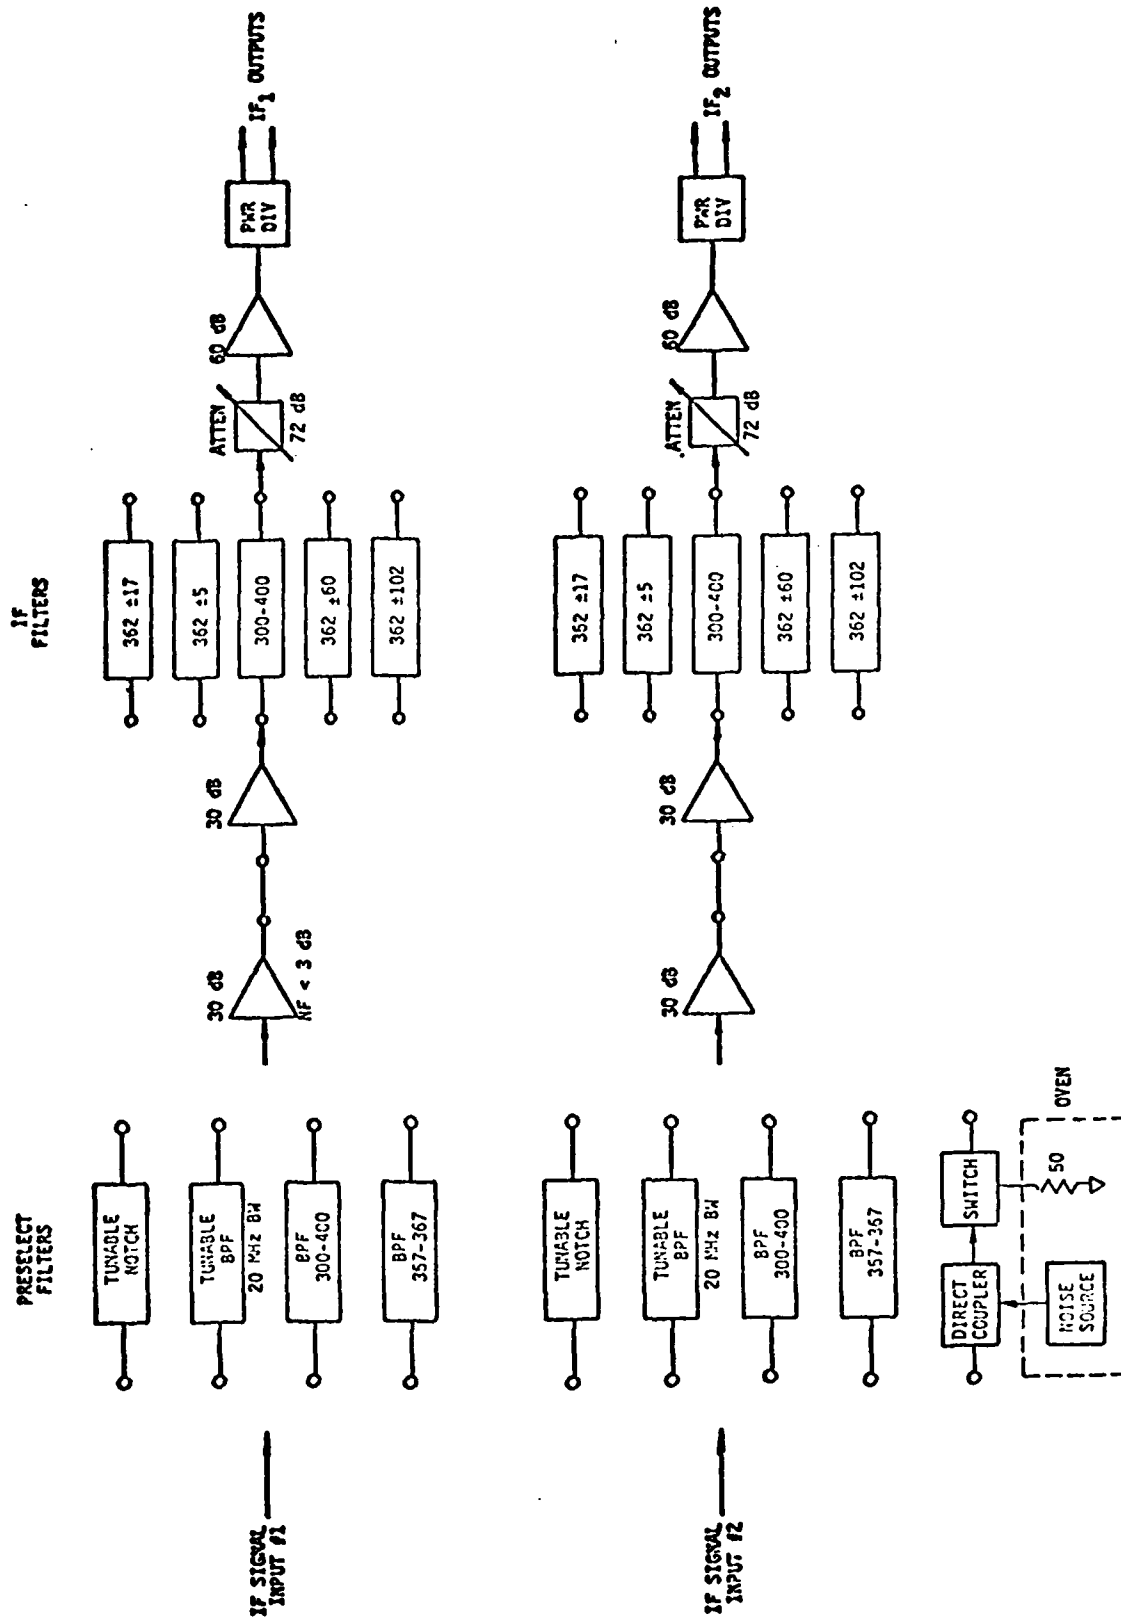 PRESELECT
FILTERS
IF
FILTERS
IF SIGNAL
INPUT #1
TUNABLE
NOTCH
TUNABLE
BPF
20 MHz BW
BPF
300-400
BPF
357-367
30 dB
NF < 3 dB
30 dB
362 ±17
362 ±5
300-400
362 ±60
362 ±102
ATTEN
72 dB
60 dB
PWR
DIV
IF1 OUTPUTS
IF SIGNAL
INPUT #2
TUNABLE
NOTCH
TUNABLE
BPF
20 MHz BW
BPF
300-400
BPF
357-367
30 dB
30 dB
362 ±17
362 ±5
300-400
362 ±60
362 ±102
ATTEN
72 dB
60 dB
PWR
DIV
IF2 OUTPUTS
DIRECT
COUPLER
SWITCH
NOISE
SOURCE
50
OVEN